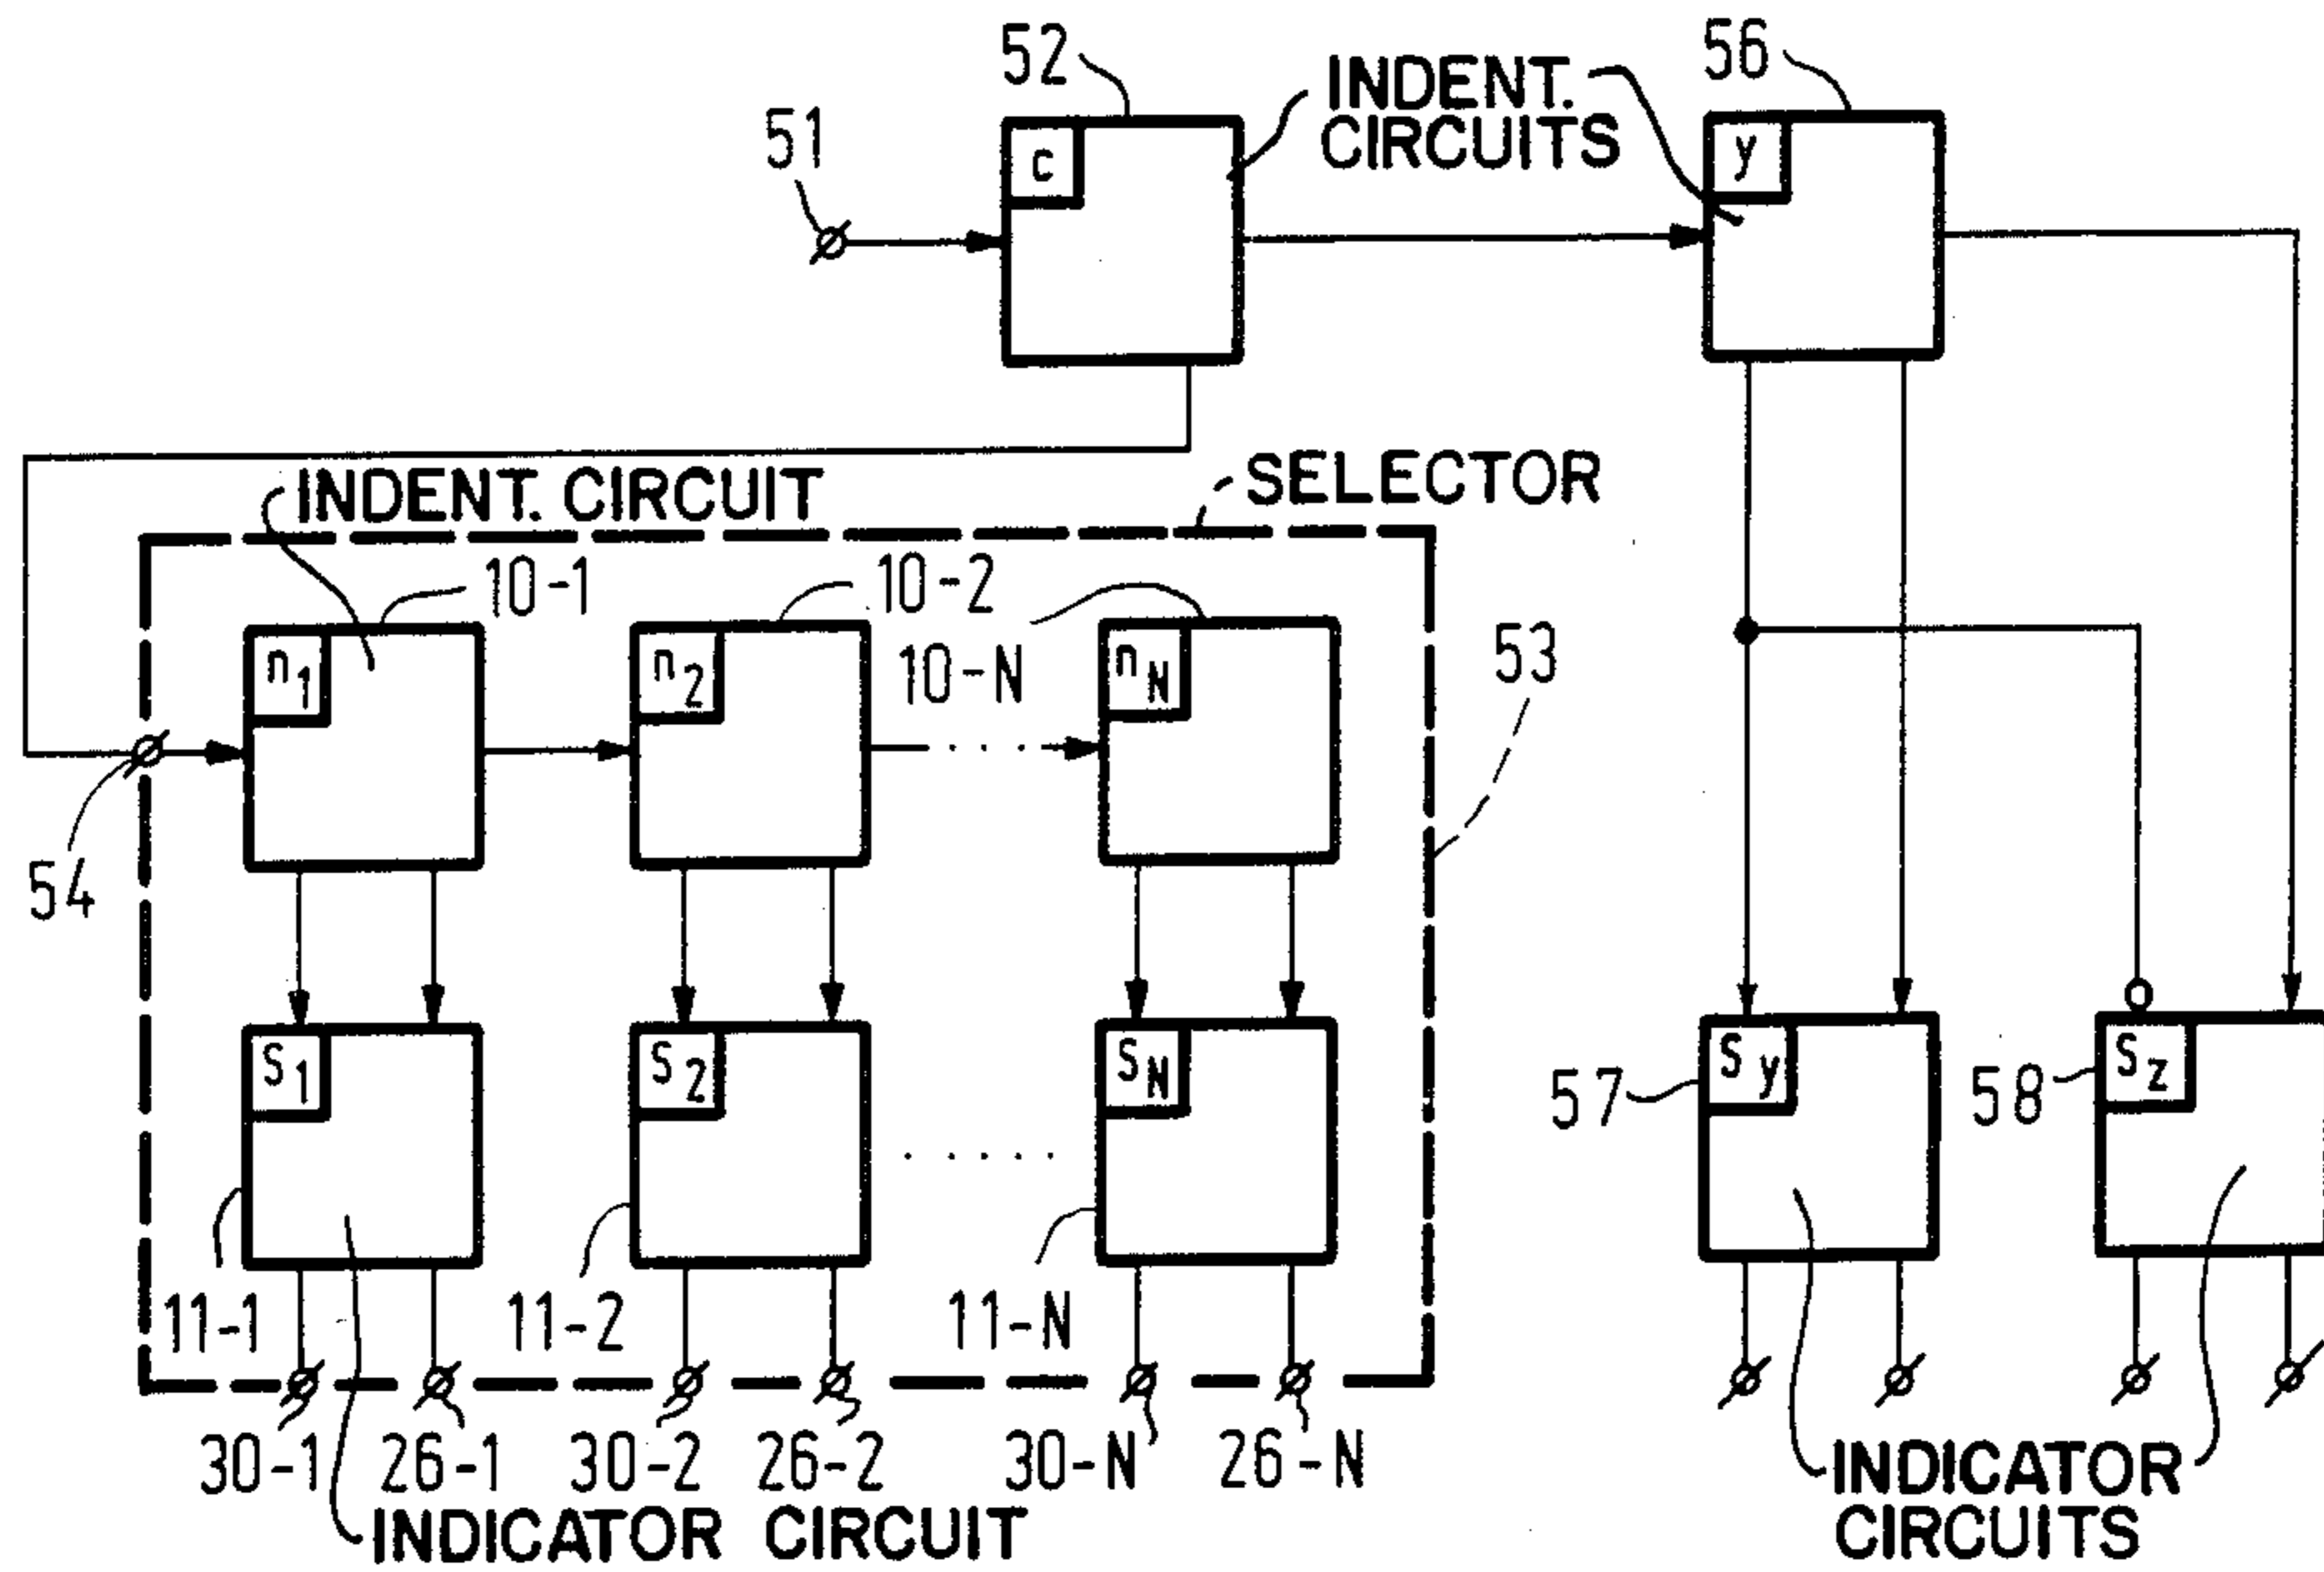 52
INDENT.
CIRCUITS
56
51
c
y
INDENT. CIRCUIT
SELECTOR
10-1
10-2
10-N
53
n1
n2
nN
54
S1
S2
SN
57
Sy
58
Sz
11-1
11-2
11-N
30-1
26-1
30-2
26-2
30-N
26-N
INDICATOR CIRCUIT
INDICATOR
CIRCUITS